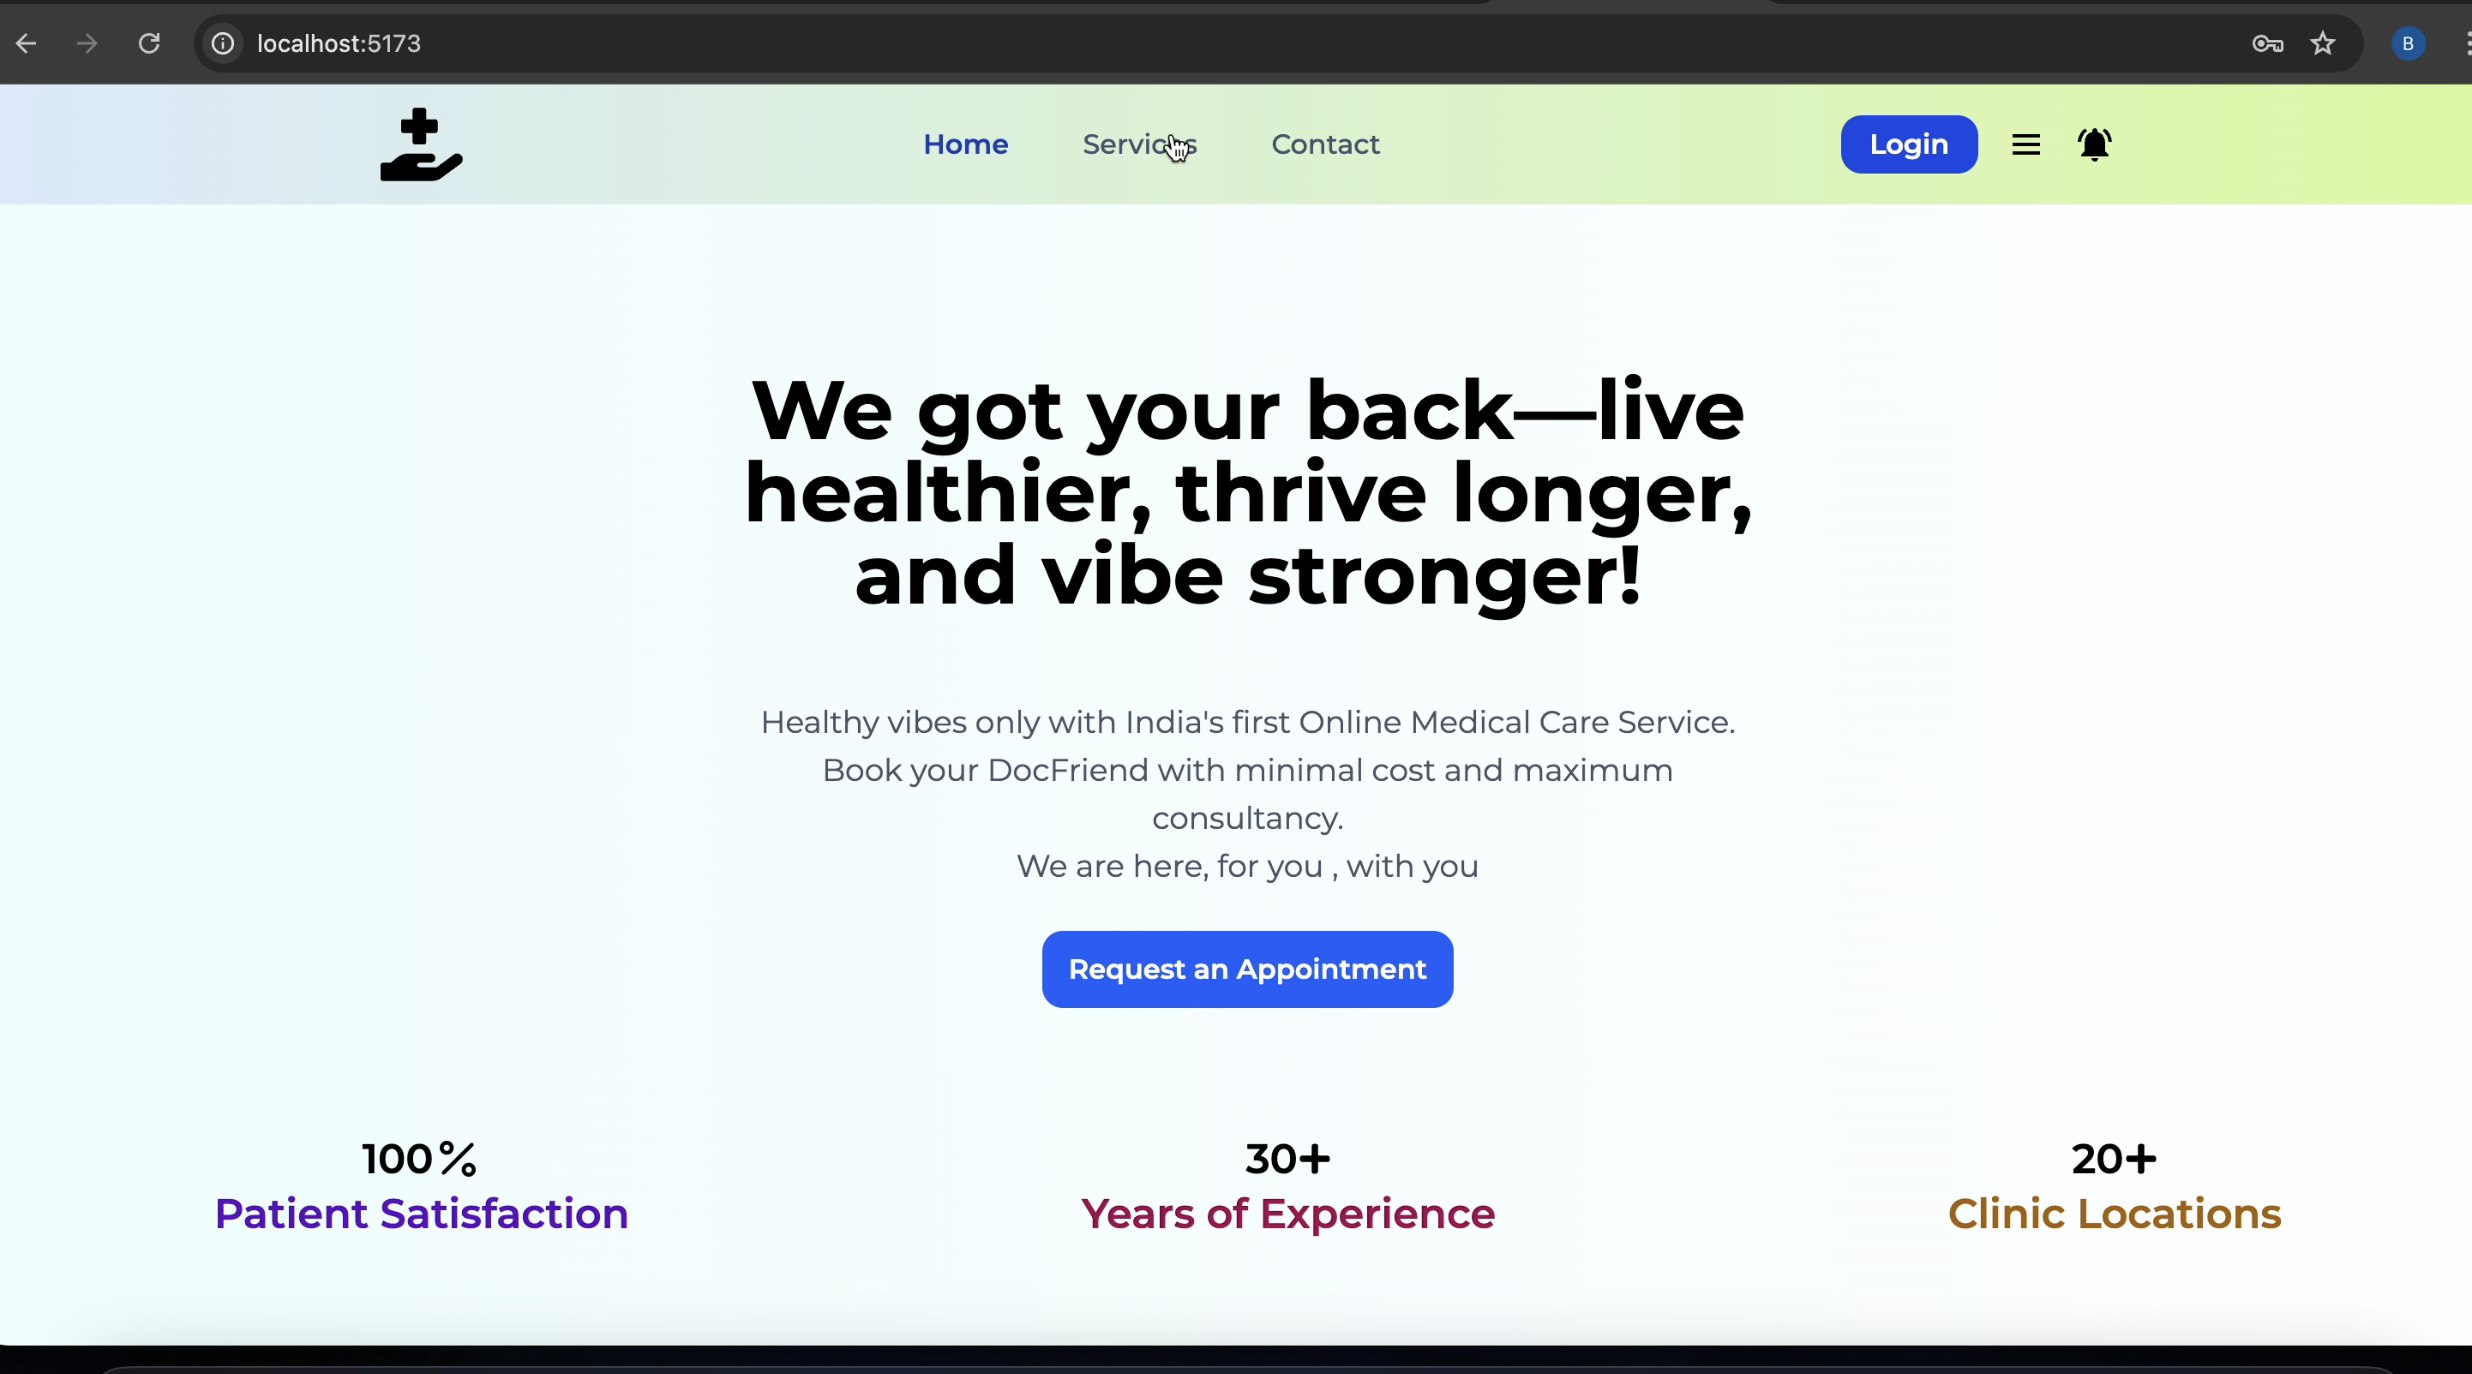 localhost:5173
B
Home Services Contact Login
We got your back—live
healthier, thrive longer,
and vibe stronger!
Healthy vibes only with India's first Online Medical Care Service.
Book your DocFriend with minimal cost and maximum
consultancy.
We are here, for you , with you
Request an Appointment
100%
Patient Satisfaction
30+
Years of Experience
20+
Clinic Locations